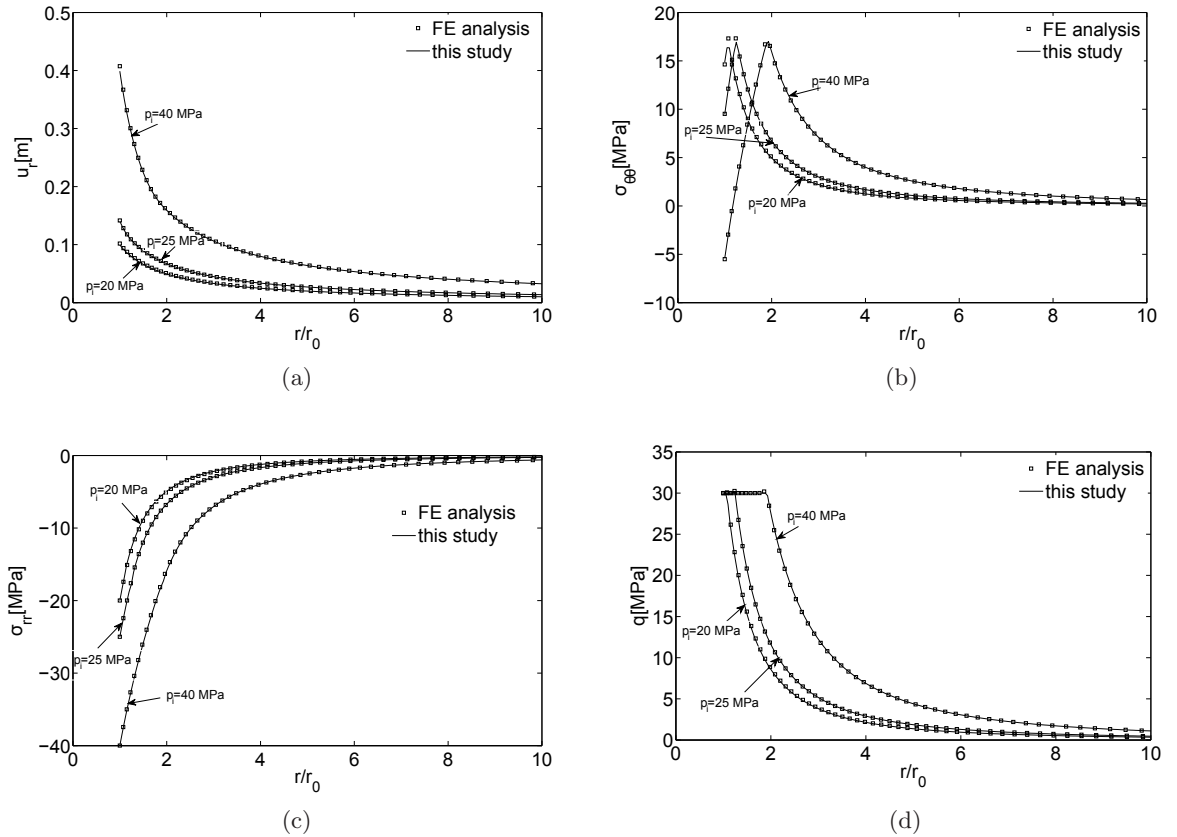 0.5
0.4
0.3
0.2
0.1
0
u_r[m]
□ FE analysis
— this study
p_i=40 MPa
p_i=25 MPa
p_i=20 MPa
0 2 4 6 8 10
r/r_0
(a)
20
15
10
5
0
−5
−10
σ_θθ[MPa]
□ FE analysis
— this study
p_i=40 MPa
p_i=25 MPa
p_i=20 MPa
0 2 4 6 8 10
r/r_0
(b)
0
−10
−20
−30
−40
σ_rr[MPa]
p_i=20 MPa
□ FE analysis
— this study
p_i=25 MPa
p_i=40 MPa
0 2 4 6 8 10
r/r_0
(c)
35
30
25
20
15
10
5
0
q[MPa]
□ FE analysis
— this study
p_i=40 MPa
p_i=20 MPa
p_i=25 MPa
0 2 4 6 8 10
r/r_0
(d)